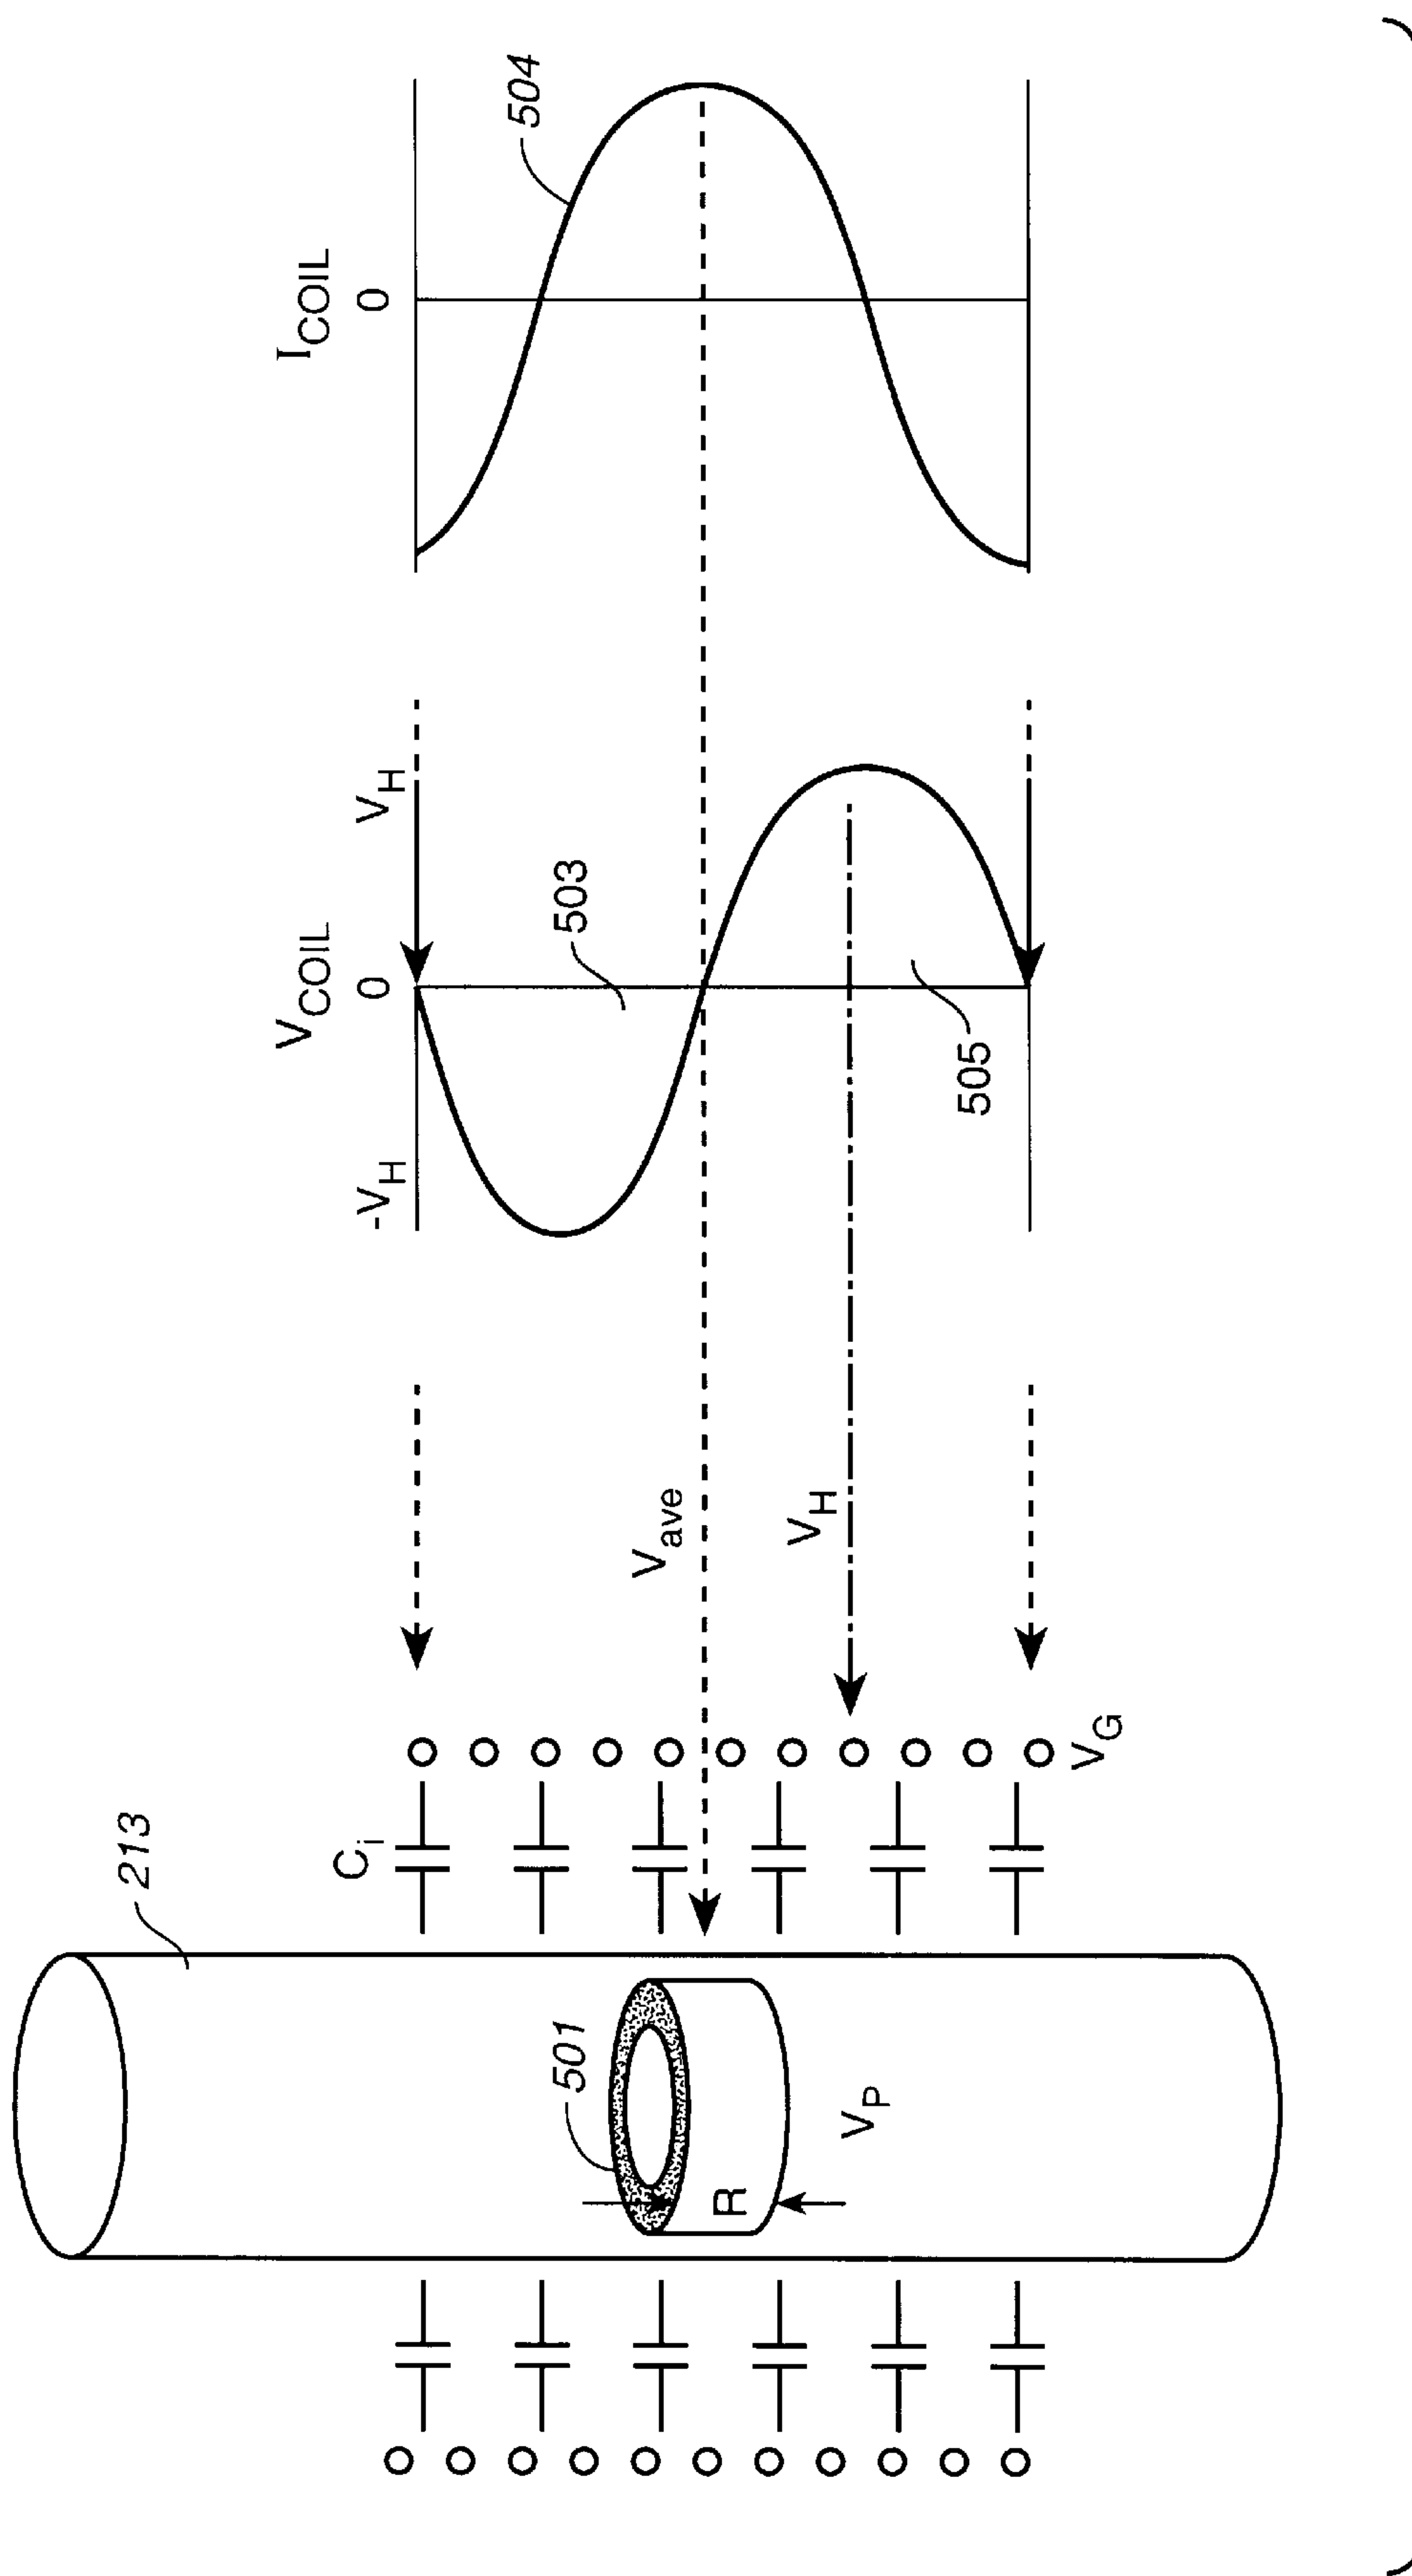 213
501
R
V_P
C_i
V_G
V_ave
V_H
V_COIL
-V_H
0
V_H
503
505
I_COIL
0
504